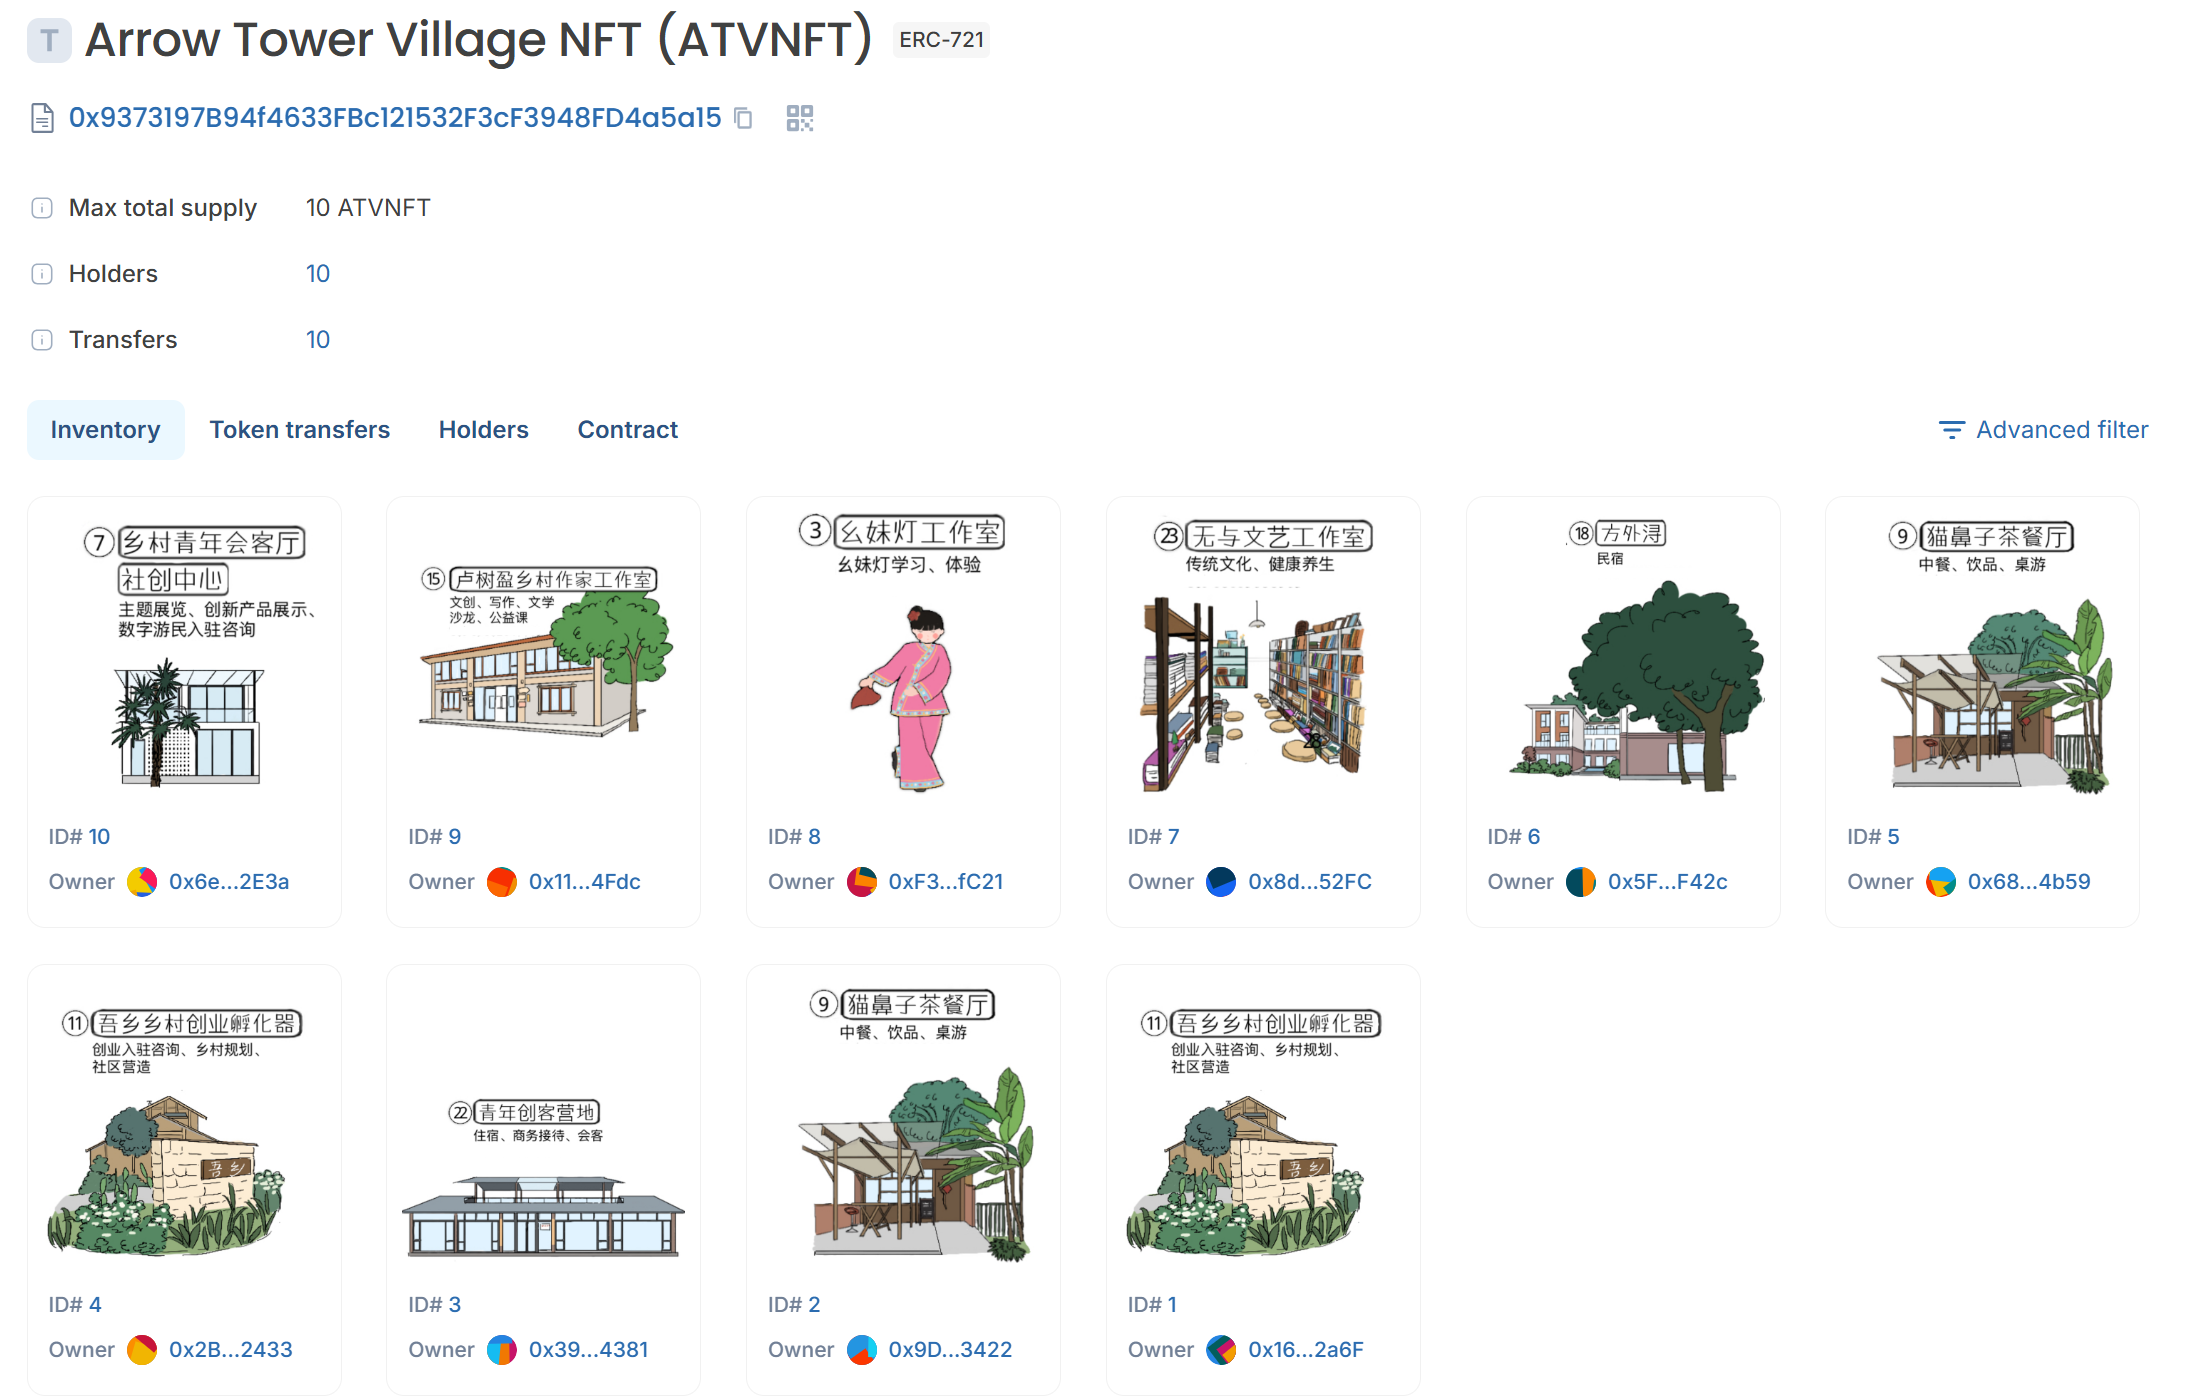 T Arrow Tower Village NFT (ATVNFT) ERC-721
0x9373197B94f4633FBc121532F3cF3948FD4a5a15
Max total supply 10 ATVNFT
Holders 10
Transfers 10
Inventory Token transfers Holders Contract Advanced filter
⑦ 乡村青年会客厅
社创中心
主题展览、创新产品展示、
数字游民入驻咨询
ID# 10
Owner 0x6e...2E3a
⑮ 卢树盈乡村作家工作室
文创、写作、文学
沙龙、公益课
ID# 9
Owner 0x11...4Fdc
③ 幺妹灯工作室
幺妹灯学习、体验
ID# 8
Owner 0xF3...fC21
㉓ 无与文艺工作室
传统文化、健康养生
28
ID# 7
Owner 0x8d...52FC
⑱ 方外浔
民宿
ID# 6
Owner 0x5F...F42c
⑨ 猫鼻子茶餐厅
中餐、饮品、桌游
ID# 5
Owner 0x68...4b59
⑪ 吾乡乡村创业孵化器
创业入驻咨询、乡村规划、
社区营造
吾乡
ID# 4
Owner 0x2B...2433
㉒ 青年创客营地
住宿、商务接待、会客
ID# 3
Owner 0x39...4381
⑨ 猫鼻子茶餐厅
中餐、饮品、桌游
ID# 2
Owner 0x9D...3422
⑪ 吾乡乡村创业孵化器
创业入驻咨询、乡村规划、
社区营造
吾乡
ID# 1
Owner 0x16...2a6F